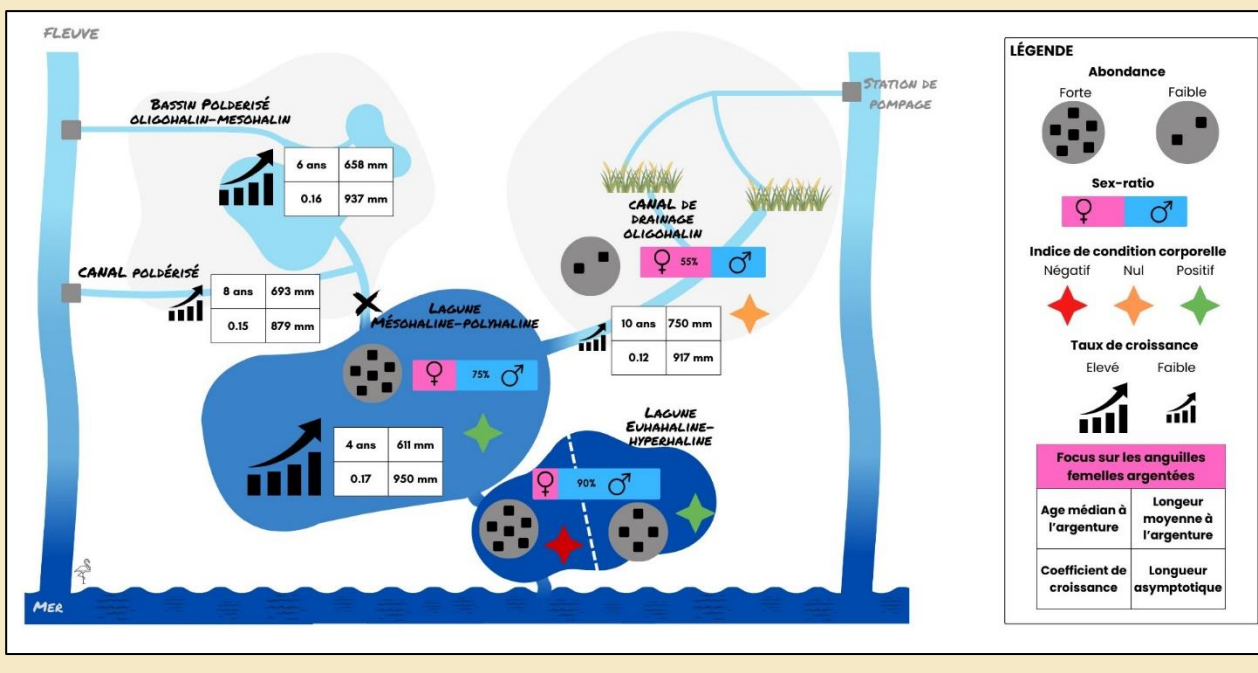 FLEUVE
BASSIN POLDERISÉ
OLIGOHALIN-MESOHALIN
6 ans 658 mm
0.16 937 mm
CANAL POLDÉRISÉ
8 ans 693 mm
0.15 879 mm
STATION DE
POMPAGE
CANAL DE
DRAINAGE
OLIGOHALIN
♀ 55% ♂
10 ans 750 mm
0.12 917 mm
LAGUNE
MÉSOHALINE-POLYHALINE
♀ 75% ♂
4 ans 611 mm
0.17 950 mm
LAGUNE
EUHAHALINE-
HYPERHALINE
♀ 90% ♂
MER
LÉGENDE
Abondance
Forte Faible
Sex-ratio
♀ ♂
Indice de condition corporelle
Négatif Nul Positif
Taux de croissance
Elevé Faible
Focus sur les anguilles
femelles argentées
Age médian à
l'argenture
Longeur
moyenne à
l'argenture
Coefficient de
croissance
Longueur
asymptotique